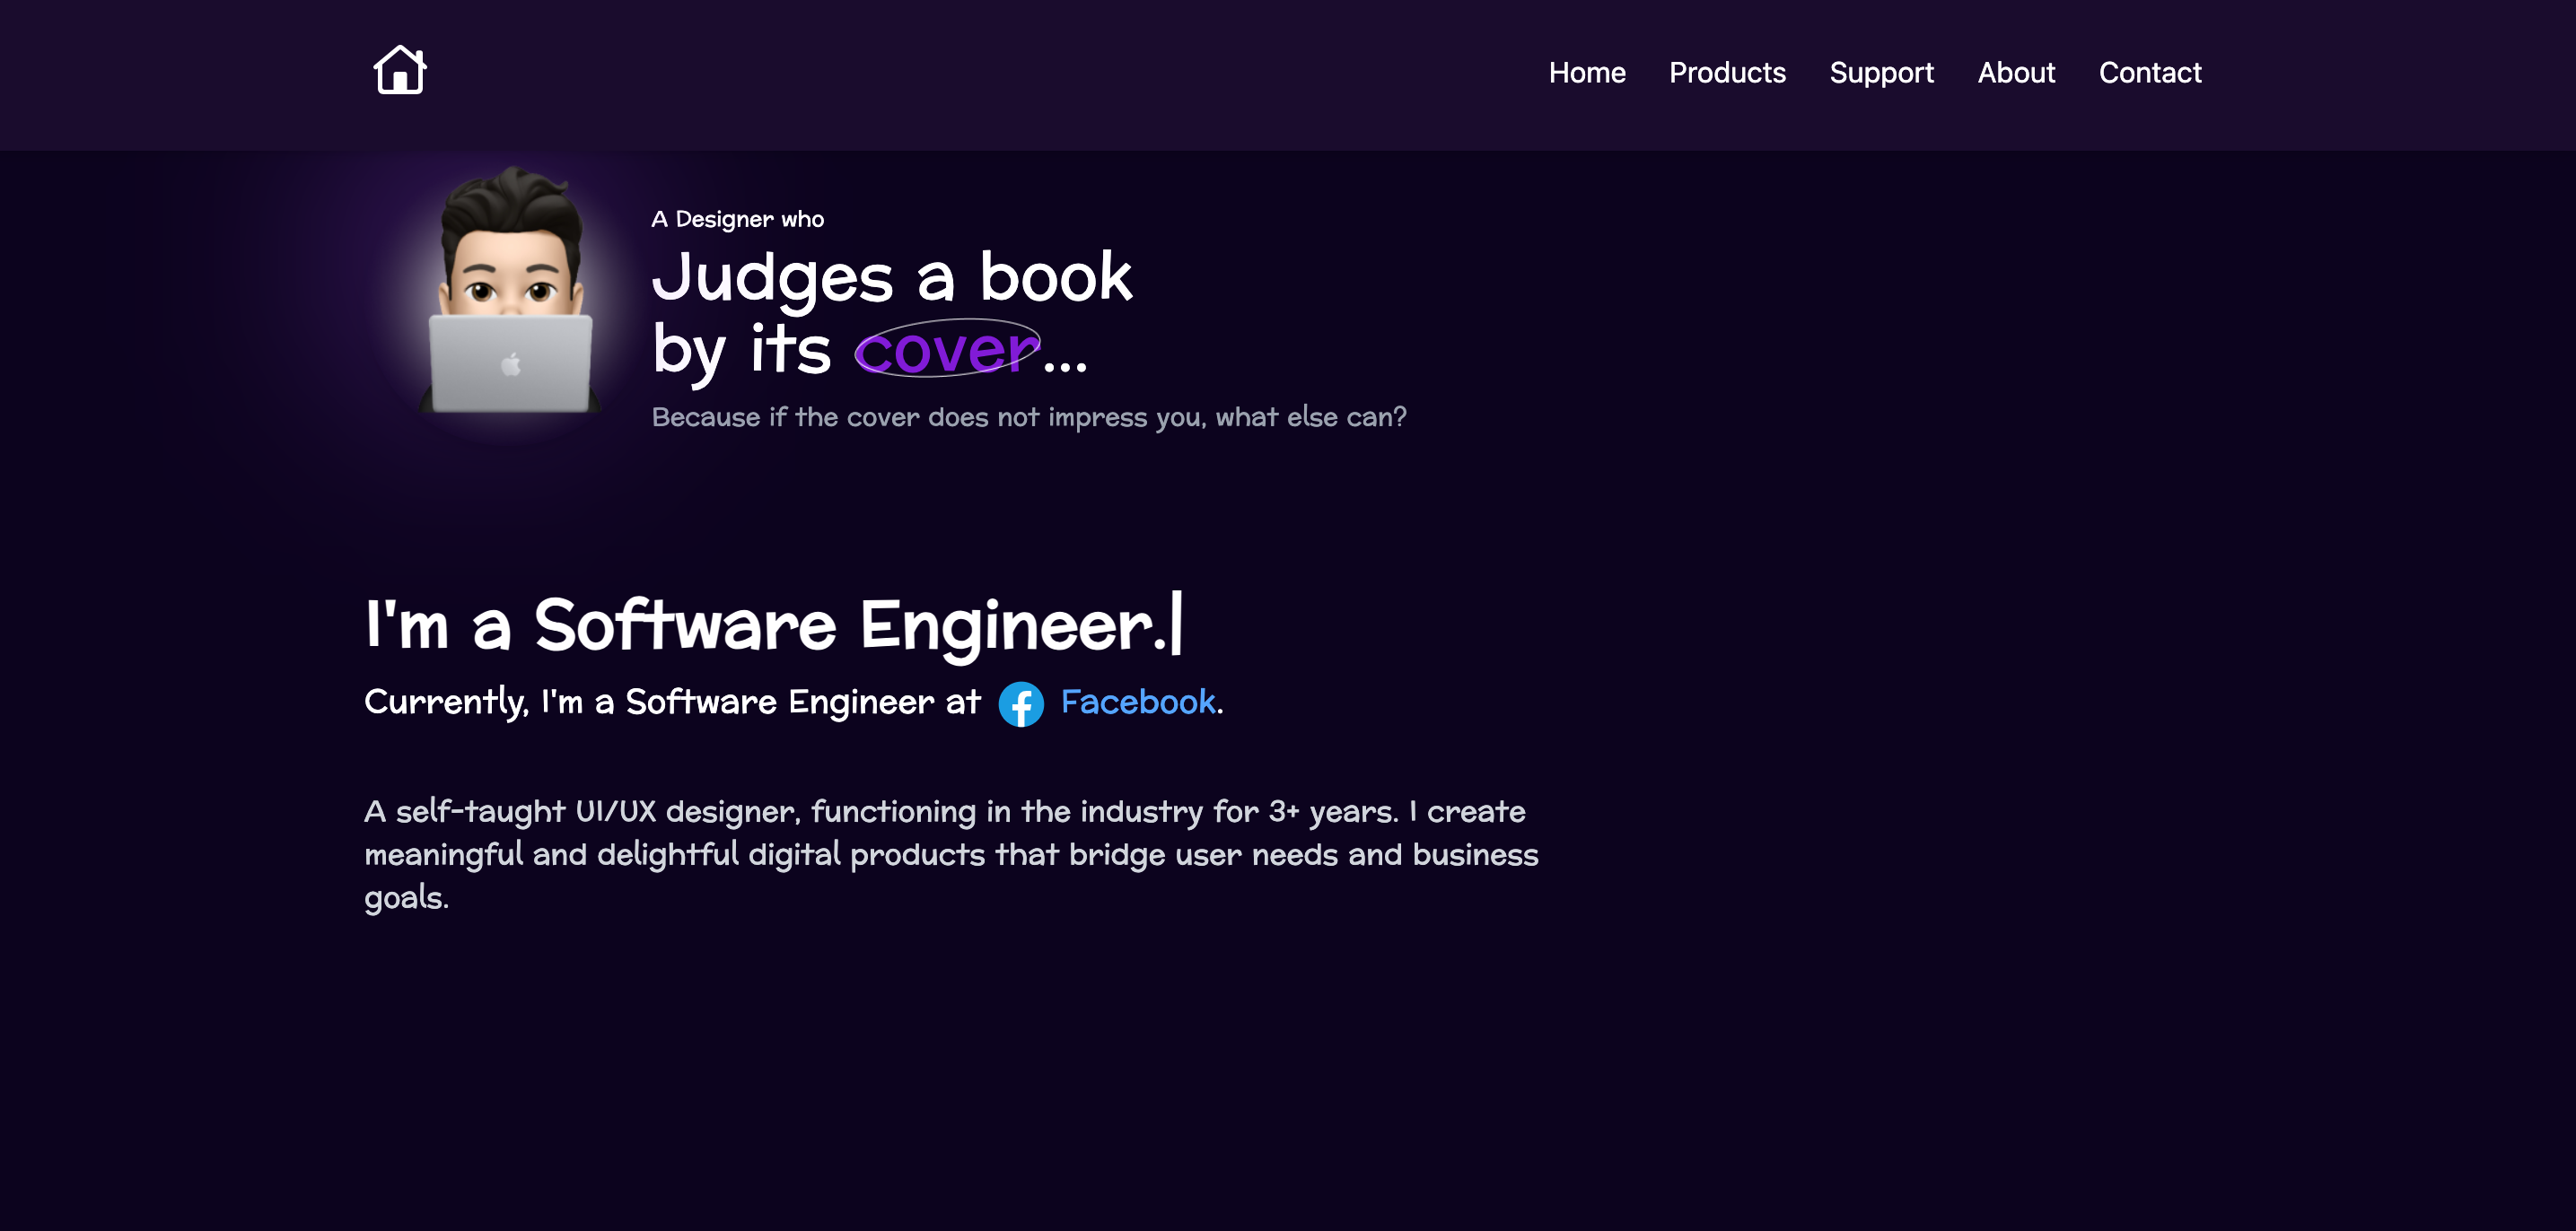 Home Products Support About Contact
A Designer who
Judges a book
by its cover...
Because if the cover does not impress you, what else can?
I'm a Software Engineer.|
Currently, I'm a Software Engineer at Facebook.
A self-taught UI/UX designer, functioning in the industry for 3+ years. I create
meaningful and delightful digital products that bridge user needs and business
goals.